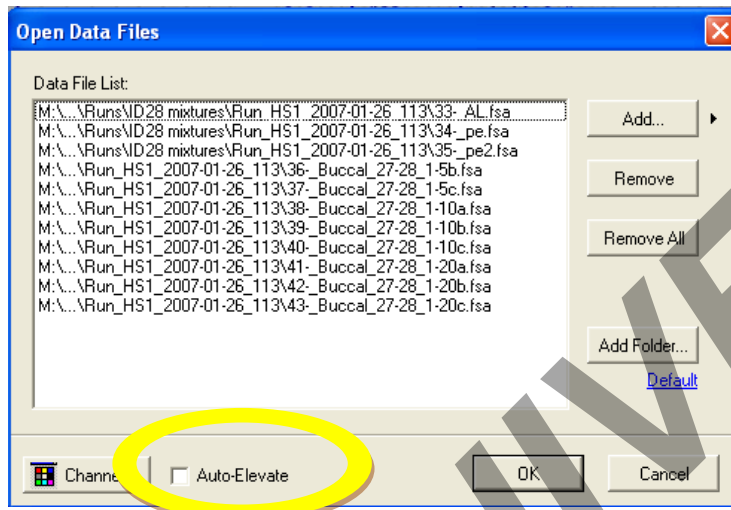 Open Data Files
Data File List:
M:\...\Runs\ID28 mixtures\Run_HS1_2007-01-26_113\33-_AL.fsa
M:\...\Runs\ID28 mixtures\Run_HS1_2007-01-26_113\34-_pe.fsa
M:\...\Runs\ID28 mixtures\Run_HS1_2007-01-26_113\35-_pe2.fsa
M:\...\Run_HS1_2007-01-26_113\36-_Buccal_27-28_1-5b.fsa
M:\...\Run_HS1_2007-01-26_113\37-_Buccal_27-28_1-5c.fsa
M:\...\Run_HS1_2007-01-26_113\38-_Buccal_27-28_1-10a.fsa
M:\...\Run_HS1_2007-01-26_113\39-_Buccal_27-28_1-10b.fsa
M:\...\Run_HS1_2007-01-26_113\40-_Buccal_27-28_1-10c.fsa
M:\...\Run_HS1_2007-01-26_113\41-_Buccal_27-28_1-20a.fsa
M:\...\Run_HS1_2007-01-26_113\42-_Buccal_27-28_1-20b.fsa
M:\...\Run_HS1_2007-01-26_113\43-_Buccal_27-28_1-20c.fsa
Add...
Remove
Remove All
Add Folder...
Default
Auto-Elevate
OK
Cancel